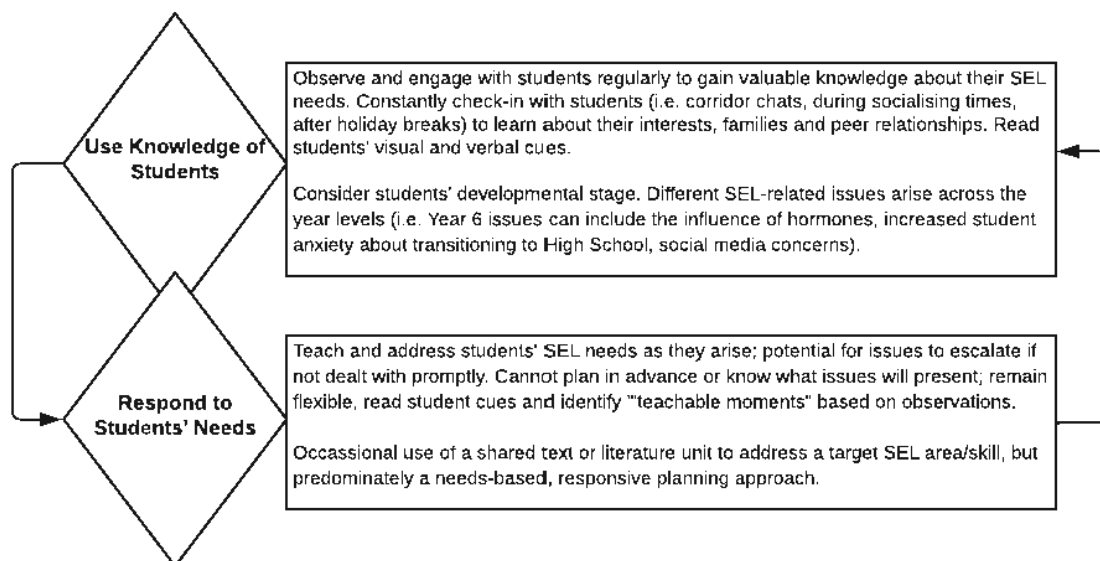 Use Knowledge of
Students
Observe and engage with students regularly to gain valuable knowledge about their SEL
needs. Constantly check-in with students (i.e. corridor chats, during socialising times,
after holiday breaks) to learn about their interests, families and peer relationships. Read
students' visual and verbal cues.
Consider students' developmental stage. Different SEL-related issues arise across the
year levels (i.e. Year 6 issues can include the influence of hormones, increased student
anxiety about transitioning to High School, social media concerns).
Respond to
Students' Needs
Teach and address students' SEL needs as they arise; potential for issues to escalate if
not dealt with promptly. Cannot plan in advance or know what issues will present; remain
flexible, read student cues and identify '"teachable moments" based on observations.
Occassional use of a shared text or literature unit to address a target SEL area/skill, but
predominately a needs-based, responsive planning approach.